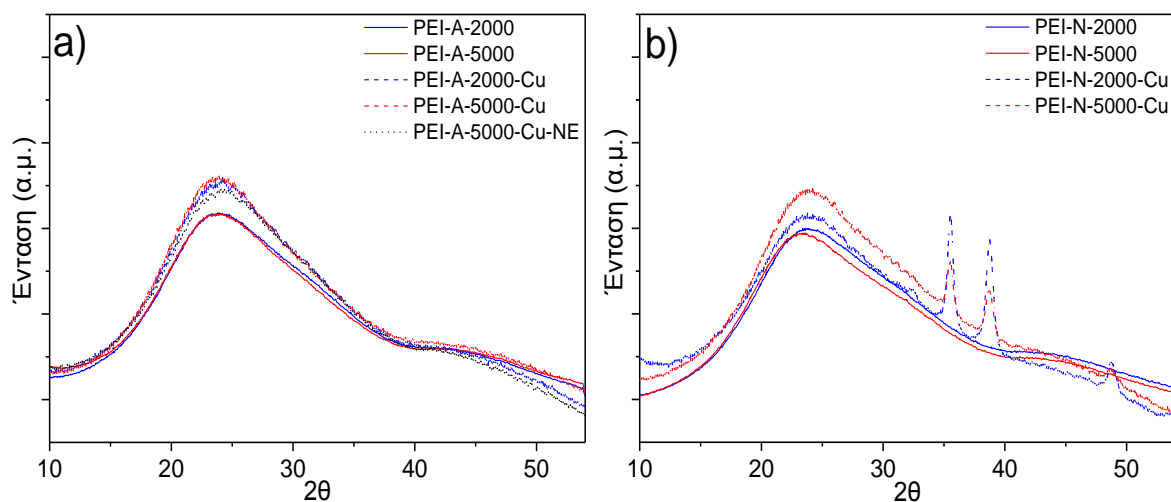 a)
PEI-A-2000
PEI-A-5000
PEI-A-2000-Cu
PEI-A-5000-Cu
PEI-A-5000-Cu-NE
Ένταση (α.μ.)
10 20 30 40 50
2θ
b)
PEI-N-2000
PEI-N-5000
PEI-N-2000-Cu
PEI-N-5000-Cu
Ένταση (α.μ.)
10 20 30 40 50
2θ